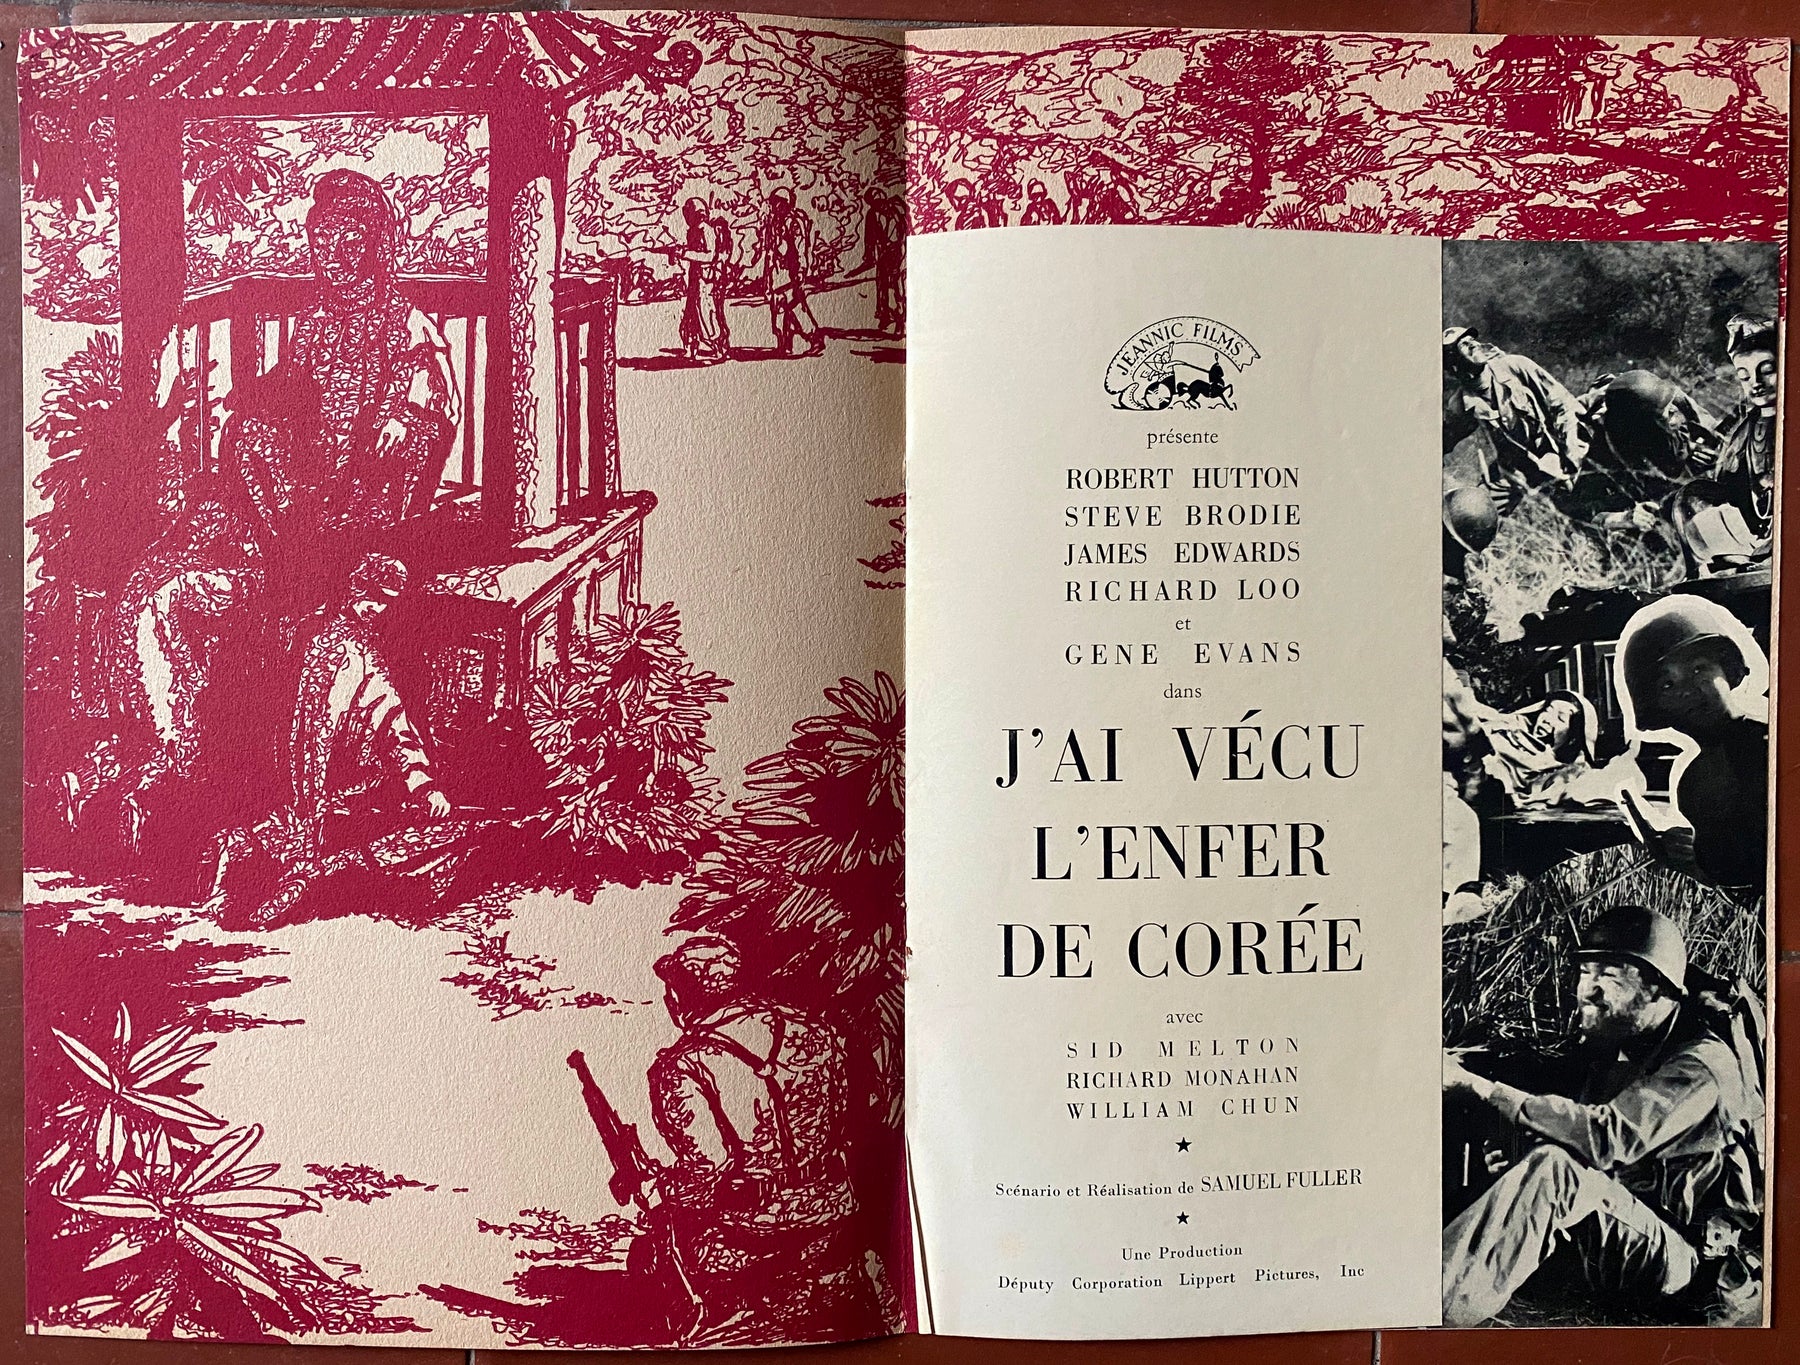 JEANNIC FILMS
présente
ROBERT HUTTON
STEVE BRODIE
JAMES EDWARDS
RICHARD LOO
et
GENE EVANS
dans
J'AI VÉCU
L'ENFER
DE CORÉE
avec
SID MELTON
RICHARD MONAHAN
WILLIAM CHUN
★
Scénario et Réalisation de SAMUEL FULLER
★
Une Production
Députy Corporation Lippert Pictures, Inc